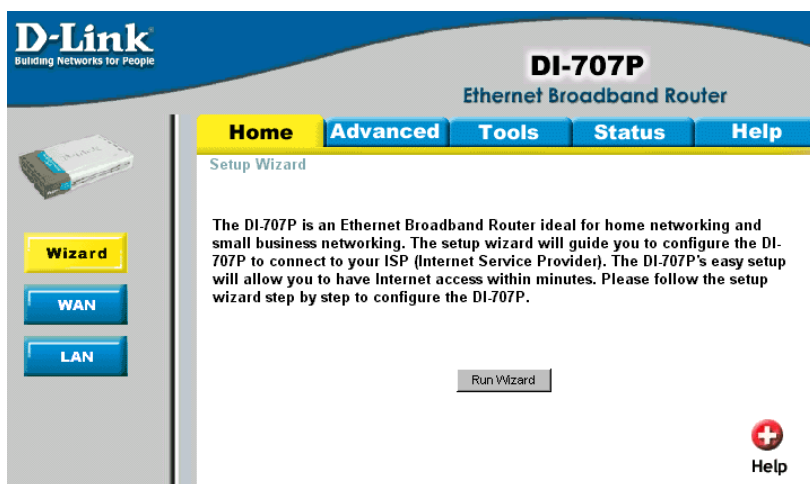 D-Link
Building Networks for People
DI-707P
Ethernet Broadband Router
Home
Advanced
Tools
Status
Help
Setup Wizard
Wizard
WAN
LAN
The DI-707P is an Ethernet Broadband Router ideal for home networking and
small business networking. The setup wizard will guide you to configure the DI-
707P to connect to your ISP (Internet Service Provider). The DI-707P's easy setup
will allow you to have Internet access within minutes. Please follow the setup
wizard step by step to configure the DI-707P.
Run Wizard
Help